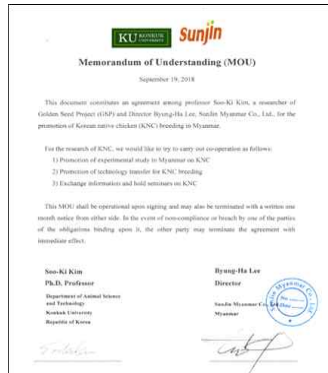 KU KONKUK UNIVERSITY Sunjin
Memorandum of Understanding (MOU)
September 19, 2018
This document constitutes an agreement among professor Soo-Ki Kim, a researcher of
Golden Seed Project (GSP) and Director Byung-Ha Lee, SunJin Myanmar Co., Ltd., for the
promotion of Korean native chicken (KNC) breeding in Myanmar.
For the research of KNC, we would like to try to carry out co-operation as follows:
1) Promotion of experimental study in Myanmar on KNC
2) Promotion of technology transfer for KNC breeding
3) Exchange information and hold seminars on KNC
This MOU shall be operational upon signing and may also be terminated with a written one
month notice from either side. In the event of non-compliance or breach by one of the parties
of the obligations binding upon it, the other party may terminate the agreement with
immediate effect.
Soo-Ki Kim
Ph.D. Professor
Department of Animal Science
and Technology
Konkuk University
Republic of Korea
Byung-Ha Lee
Director
SunJin Myanmar Co.
Myanmar